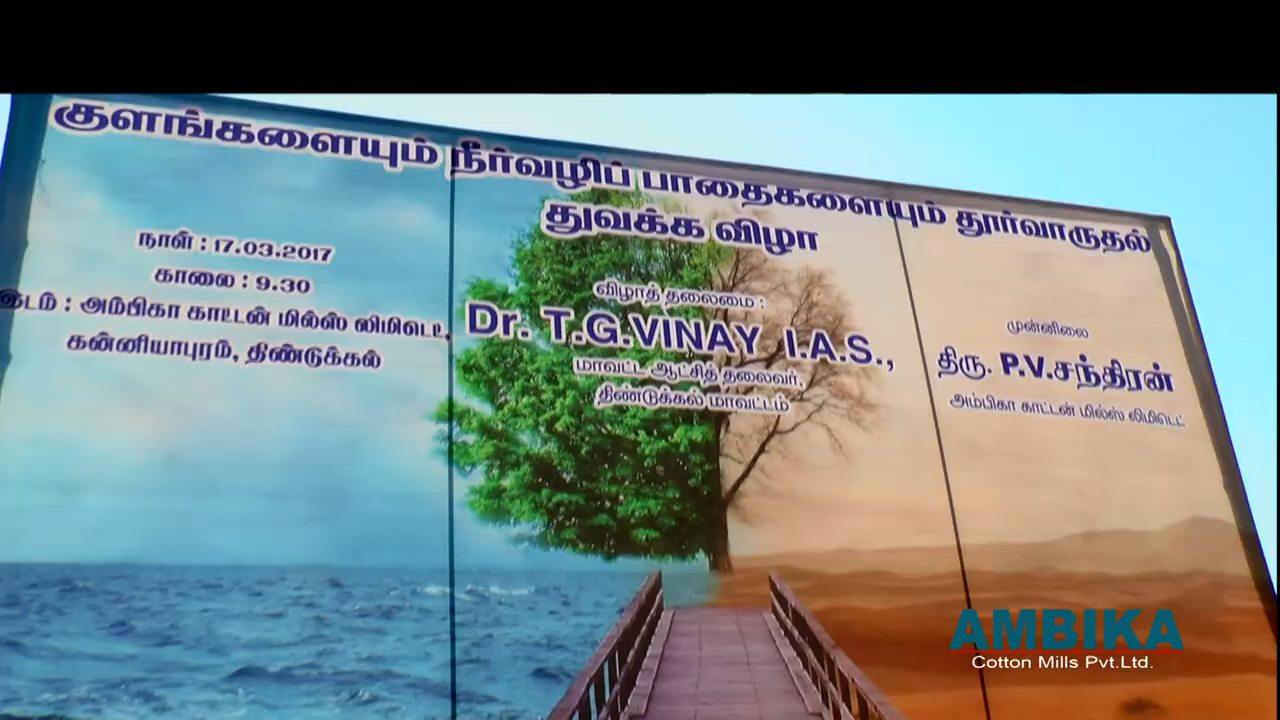 குளங்களையும் நீர்வழிப் பாதைகளையும் தூர்வாருதல்
துவக்க விழா
நாள் : 17.03.2017
காலை : 9.30
இடம் : அம்பிகா காட்டன் மில்ஸ் லிமிடெட்,
கன்னியாபுரம், திண்டுக்கல்
விழாத் தலைமை :
Dr. T.G.VINAY I.A.S.,
மாவட்ட ஆட்சித் தலைவர்,
திண்டுக்கல் மாவட்டம்
முன்னிலை
திரு. P.V.சந்திரன்
அம்பிகா காட்டன் மில்ஸ் லிமிடெட்
AMBIKA
Cotton Mills Pvt.Ltd.